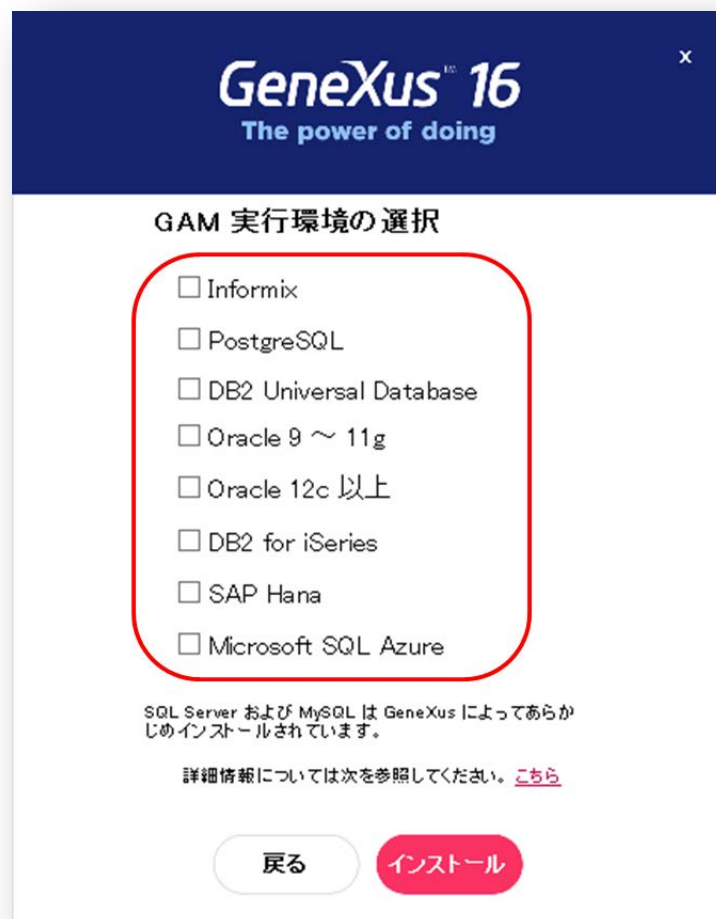 x
GeneXus™ 16
The power of doing
GAM 実行環境の選択
Informix
PostgreSQL
DB2 Universal Database
Oracle 9 ～ 11g
Oracle 12c 以上
DB2 for iSeries
SAP Hana
Microsoft SQL Azure
SQL Server および MySQL は GeneXus によってあらか
じめインストールされています。
詳細情報については次を参照してください。 こちら
戻る インストール